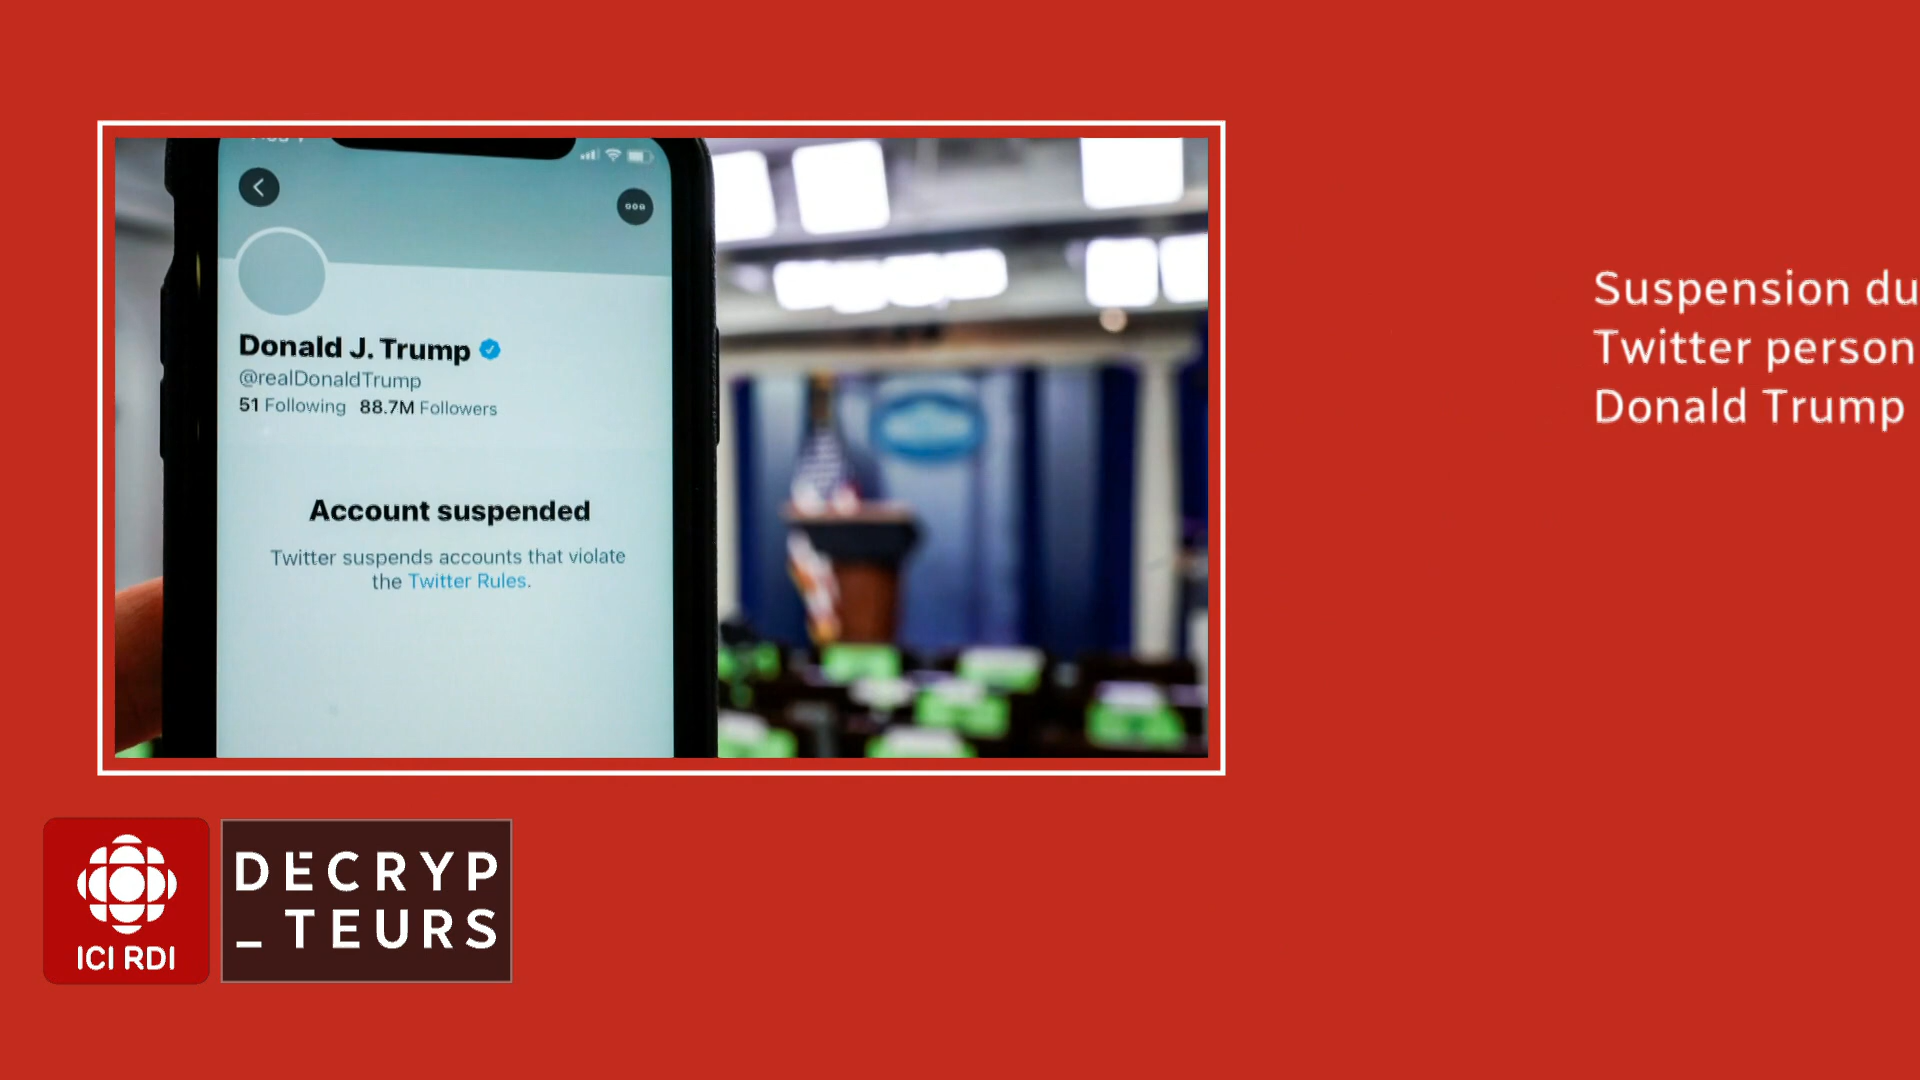 Donald J. Trump
@realDonaldTrump
51 Following 88.7M Followers
Account suspended
Twitter suspends accounts that violate
the Twitter Rules.
Suspension du
Twitter person
Donald Trump
ICI RDI
DÉCRYP
_TEURS